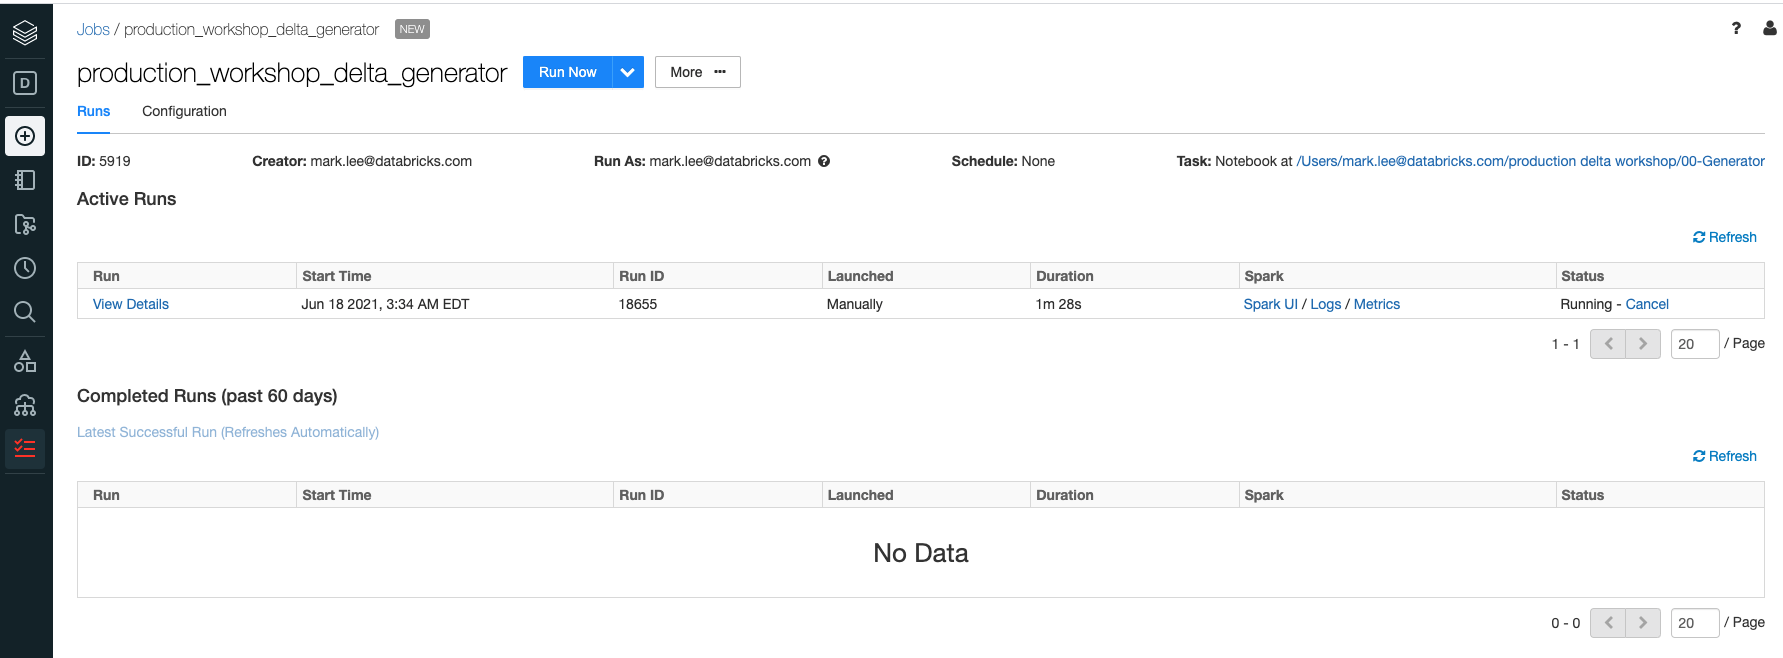 Jobs / production_workshop_delta_generator NEW ?
production_workshop_delta_generator Run Now More ···
D
Runs Configuration
ID: 5919 Creator: mark.lee@databricks.com Run As: mark.lee@databricks.com ? Schedule: None Task: Notebook at /Users/mark.lee@databricks.com/production delta workshop/00-Generator
Active Runs
Refresh
Run Start Time Run ID Launched Duration Spark Status
View Details Jun 18 2021, 3:34 AM EDT 18655 Manually 1m 28s Spark UI / Logs / Metrics Running - Cancel
1 - 1 < > 20 / Page
Completed Runs (past 60 days)
Latest Successful Run (Refreshes Automatically)
Refresh
Run Start Time Run ID Launched Duration Spark Status
No Data
0 - 0 < > 20 / Page